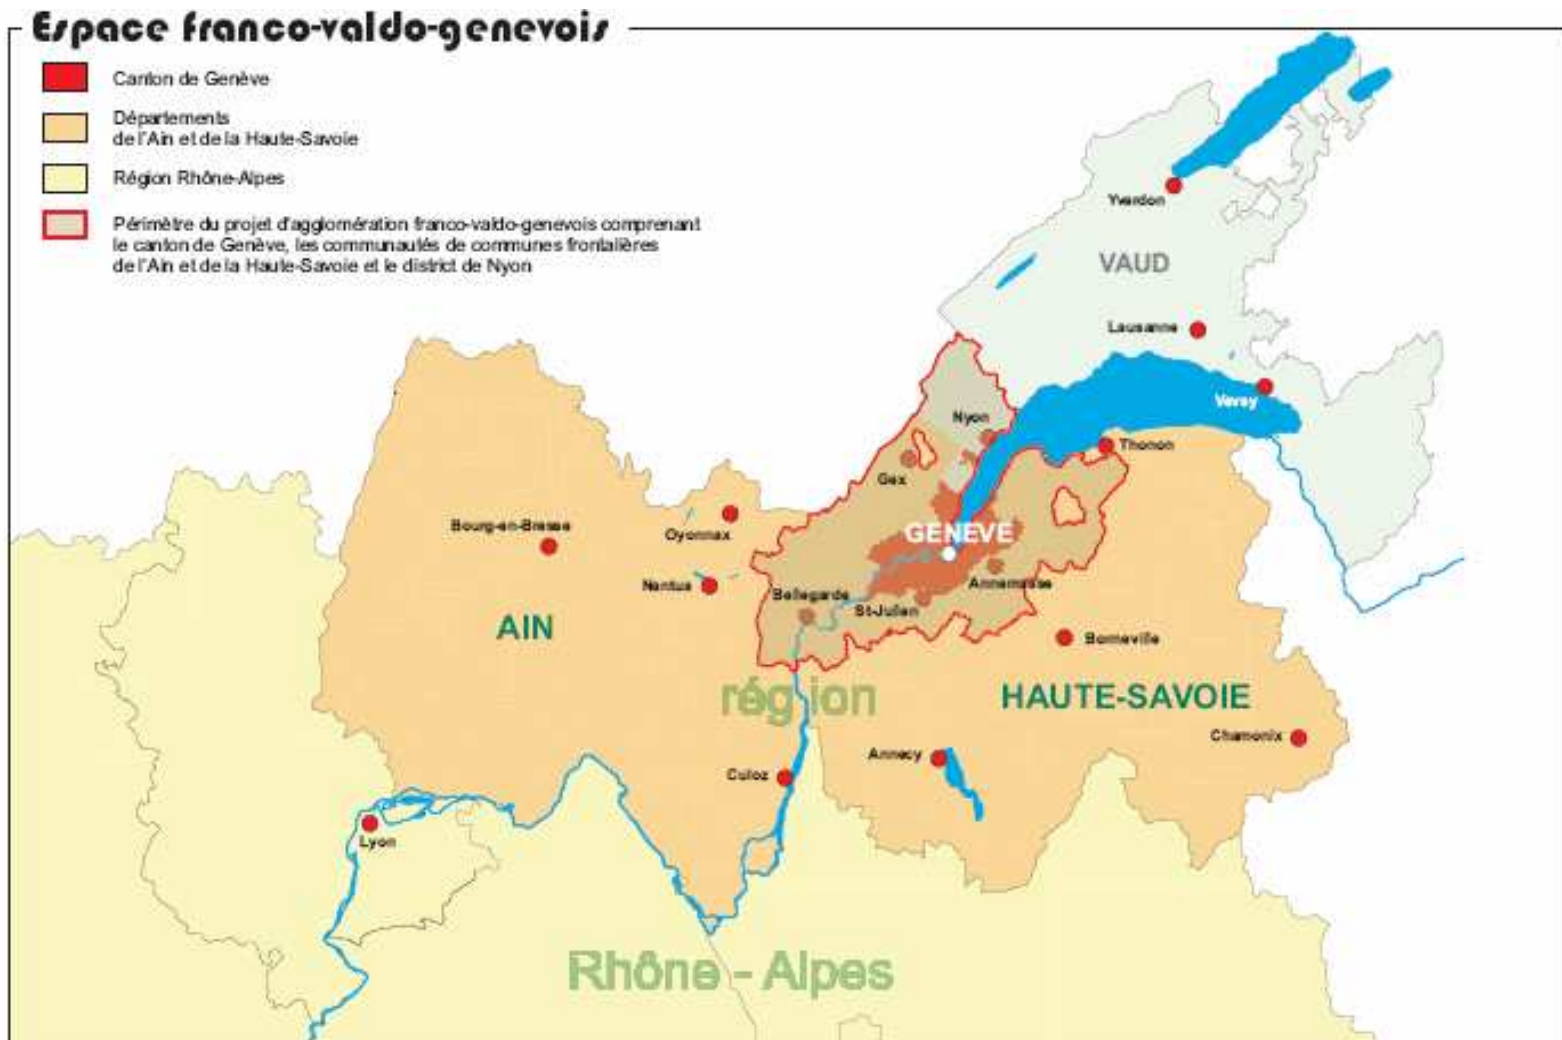 Espace franco-valdo-genevois
Canton de Genève
Départements
de l'Ain et de la Haute-Savoie
Région Rhône-Alpes
Périmètre du projet d'agglomération franco-valdo-genevois comprenant
le canton de Genève, les communautés de communes frontalières
de l'Ain et de la Haute-Savoie et le district de Nyon
Yverdon
VAUD
Lausanne
Vevey
Nyon
Thonon
Gex
Bourg-en-Bresse
Oyonnax
GENEVE
Nantua
Bellegarde
Annemasse
St-Julien
AIN
Borneville
région
HAUTE-SAVOIE
Chamonix
Annecy
Culoz
Lyon
Rhône - Alpes